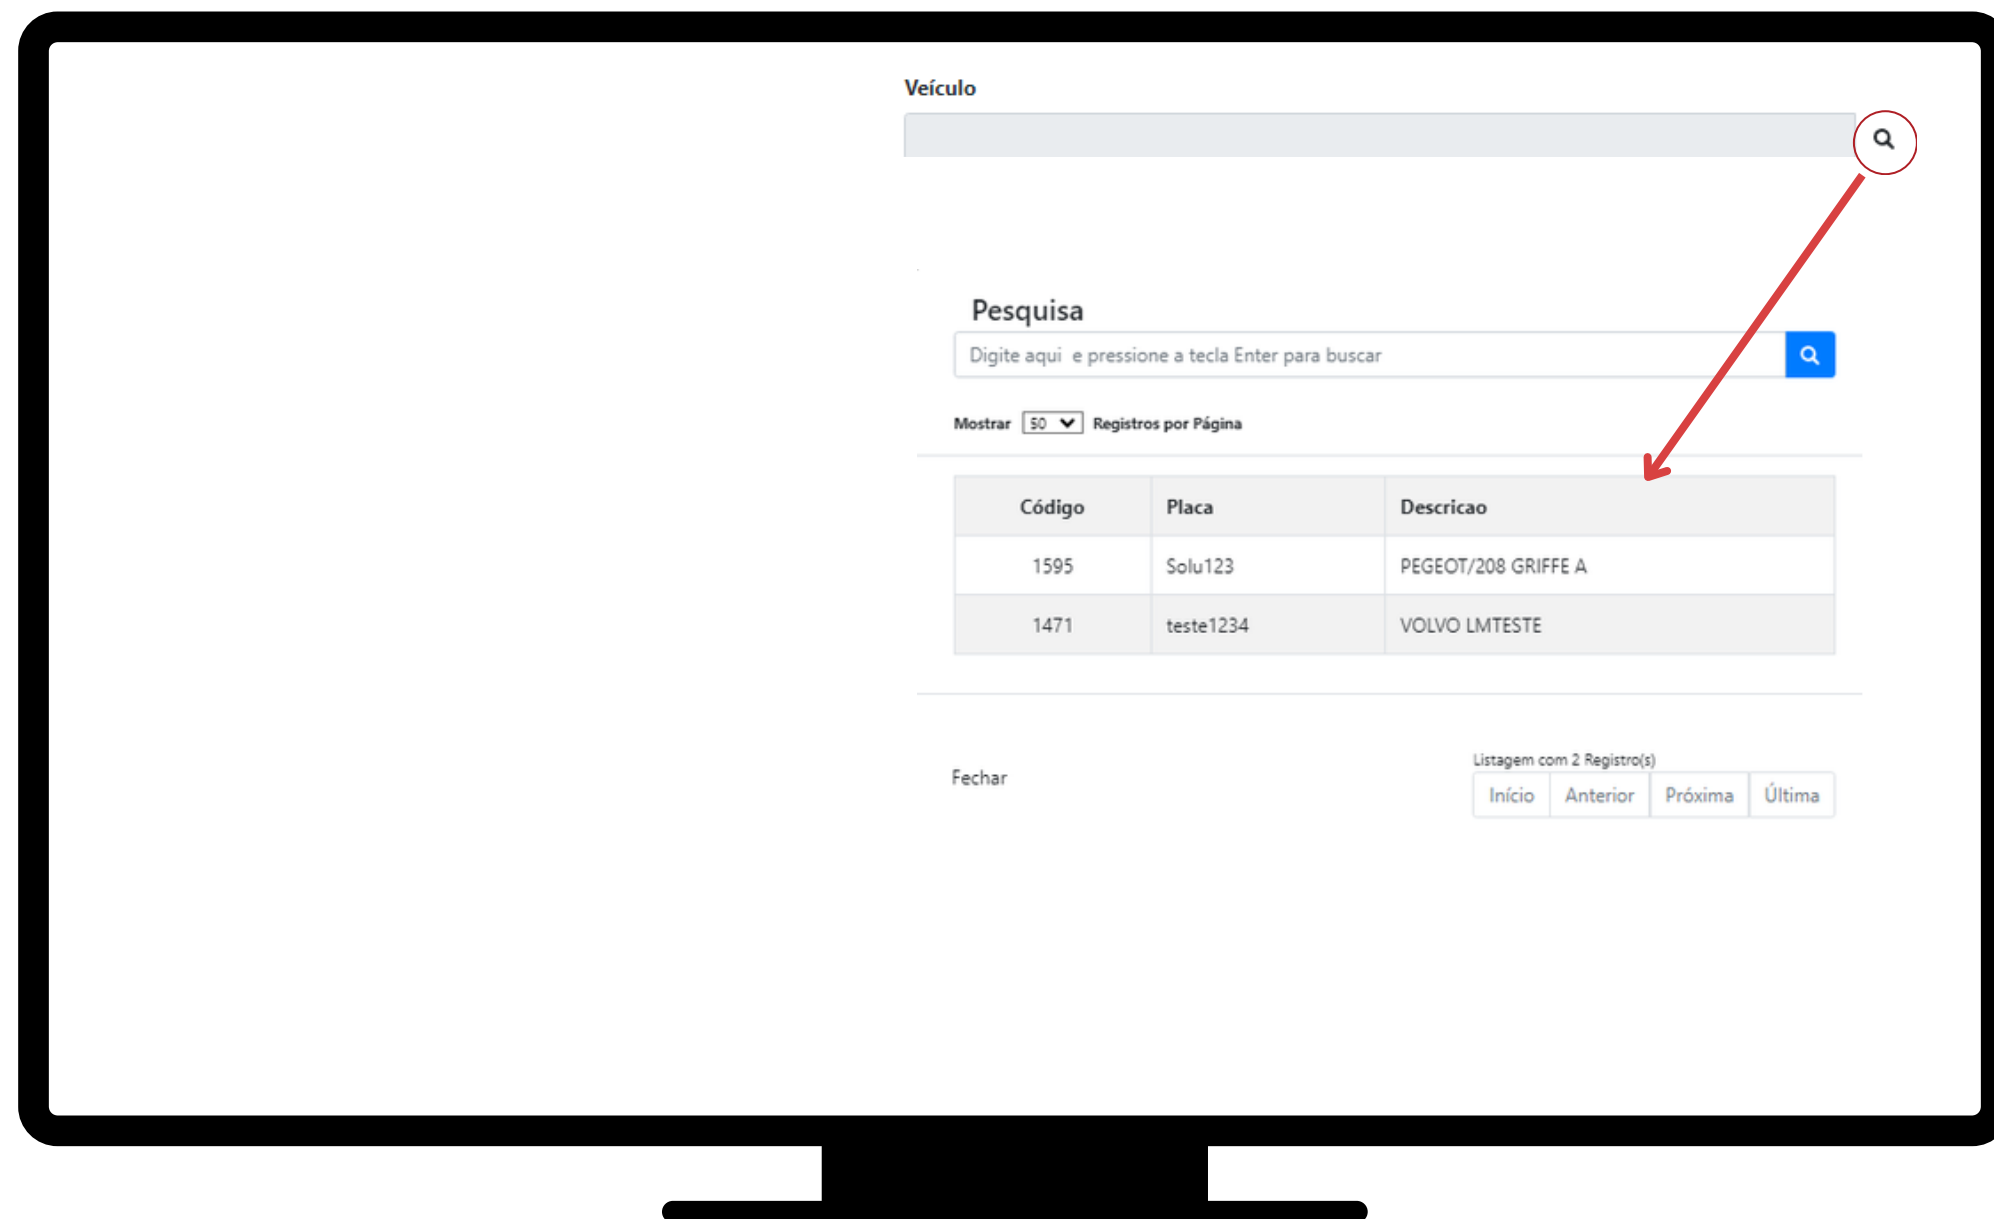 Veículo
Pesquisa
Digite aqui e pressione a tecla Enter para buscar
Mostrar 50 Registros por Página
Código Placa Descricao
1595 Solu123 PEGEOT/208 GRIFFE A
1471 teste1234 VOLVO LMTESTE
Listagem com 2 Registro(s)
Fechar
Início Anterior Próxima Última